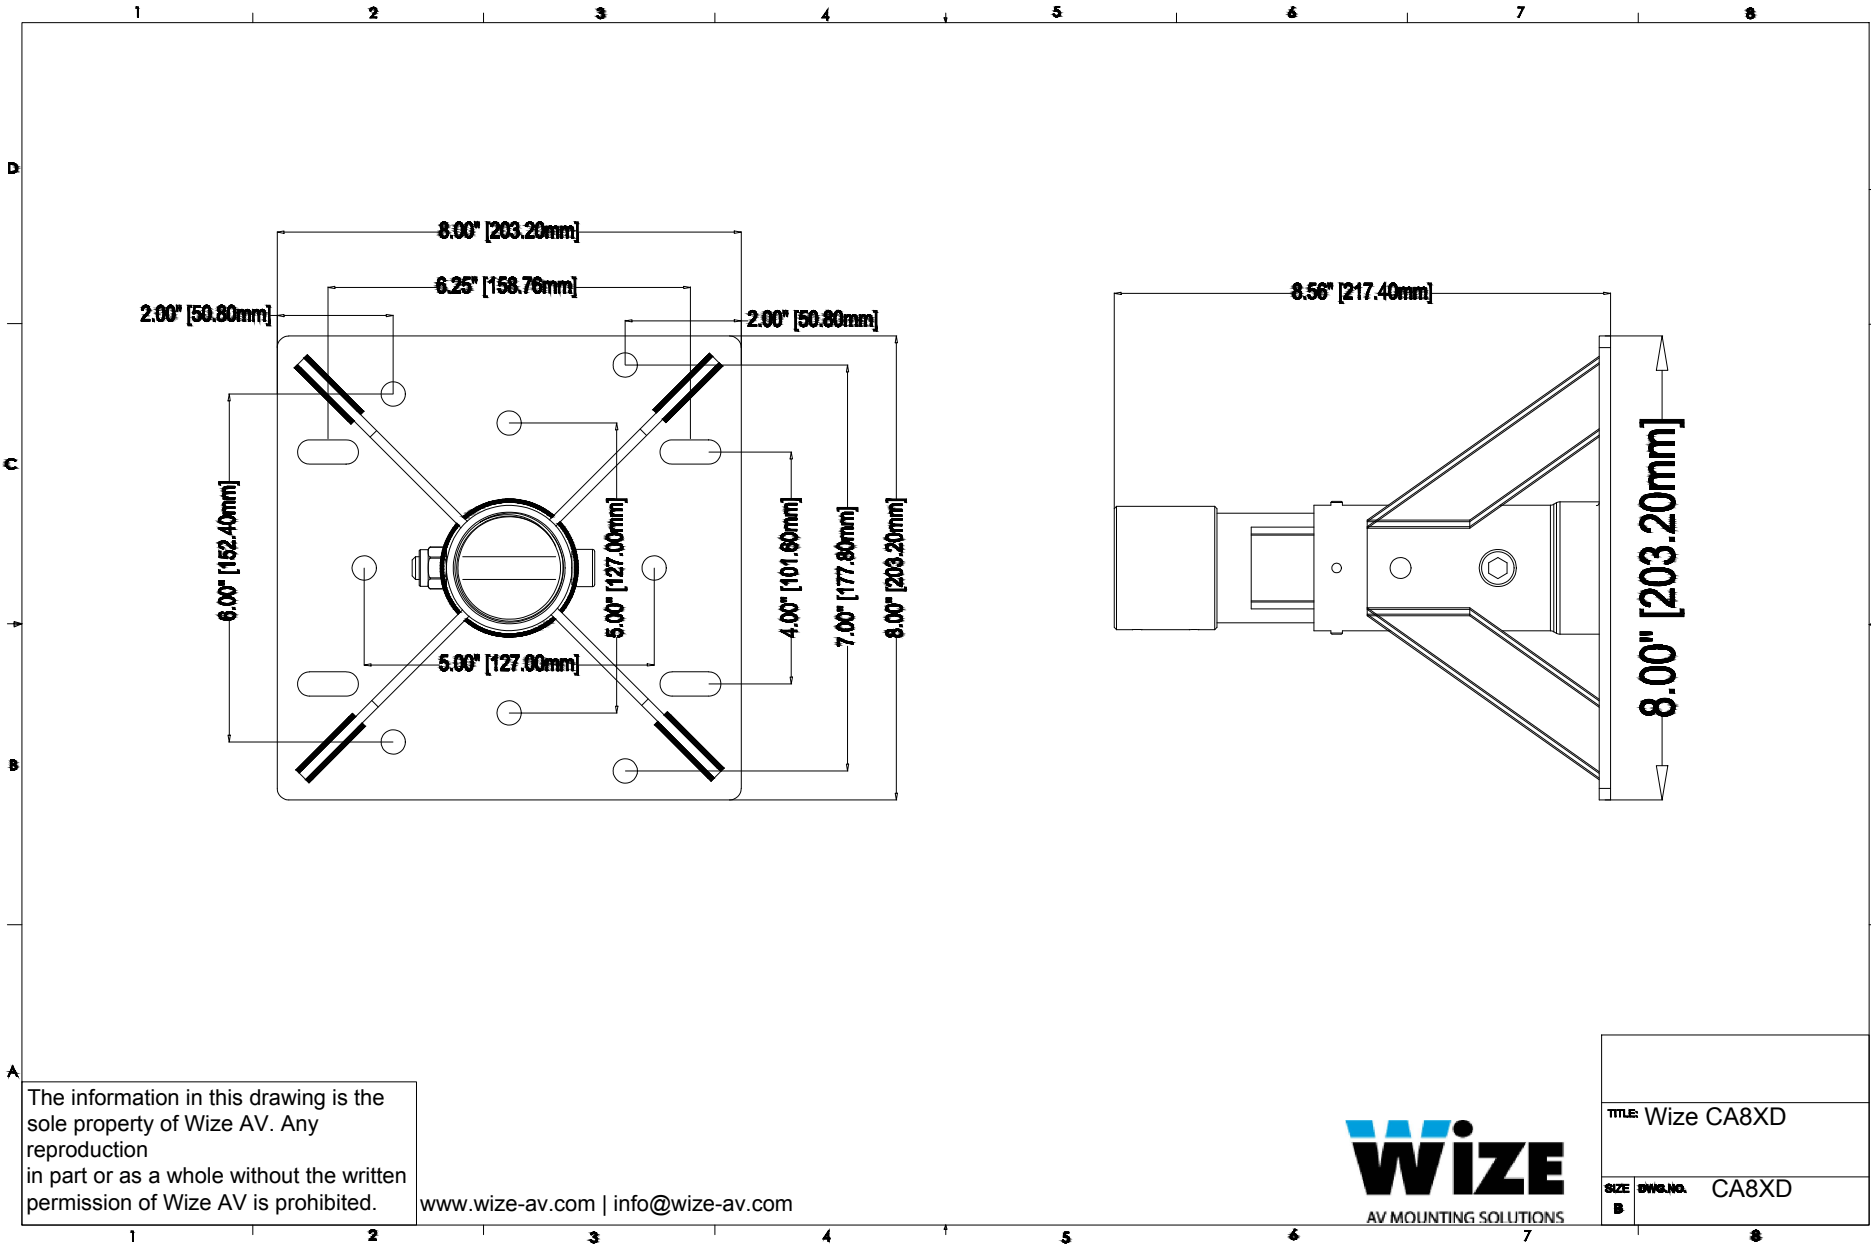 1 2 3 4 5 6 7 8
D
C
B
A
8.00" [203.20mm]
6.25" [158.76mm]
2.00" [50.80mm]
2.00" [50.80mm]
6.00" [152.40mm]
5.00" [127.00mm]
5.00" [127.00mm]
4.00" [101.60mm]
7.00" [177.80mm]
8.00" [203.20mm]
8.56" [217.40mm]
8.00" [203.20mm]
The information in this drawing is the
sole property of Wize AV. Any
reproduction
in part or as a whole without the written
permission of Wize AV is prohibited.
www.wize-av.com | info@wize-av.com
WiZE
AV MOUNTING SOLUTIONS
TITLE: Wize CA8XD
SIZE DWG.NO. CA8XD
B
1 2 3 4 5 6 7 8